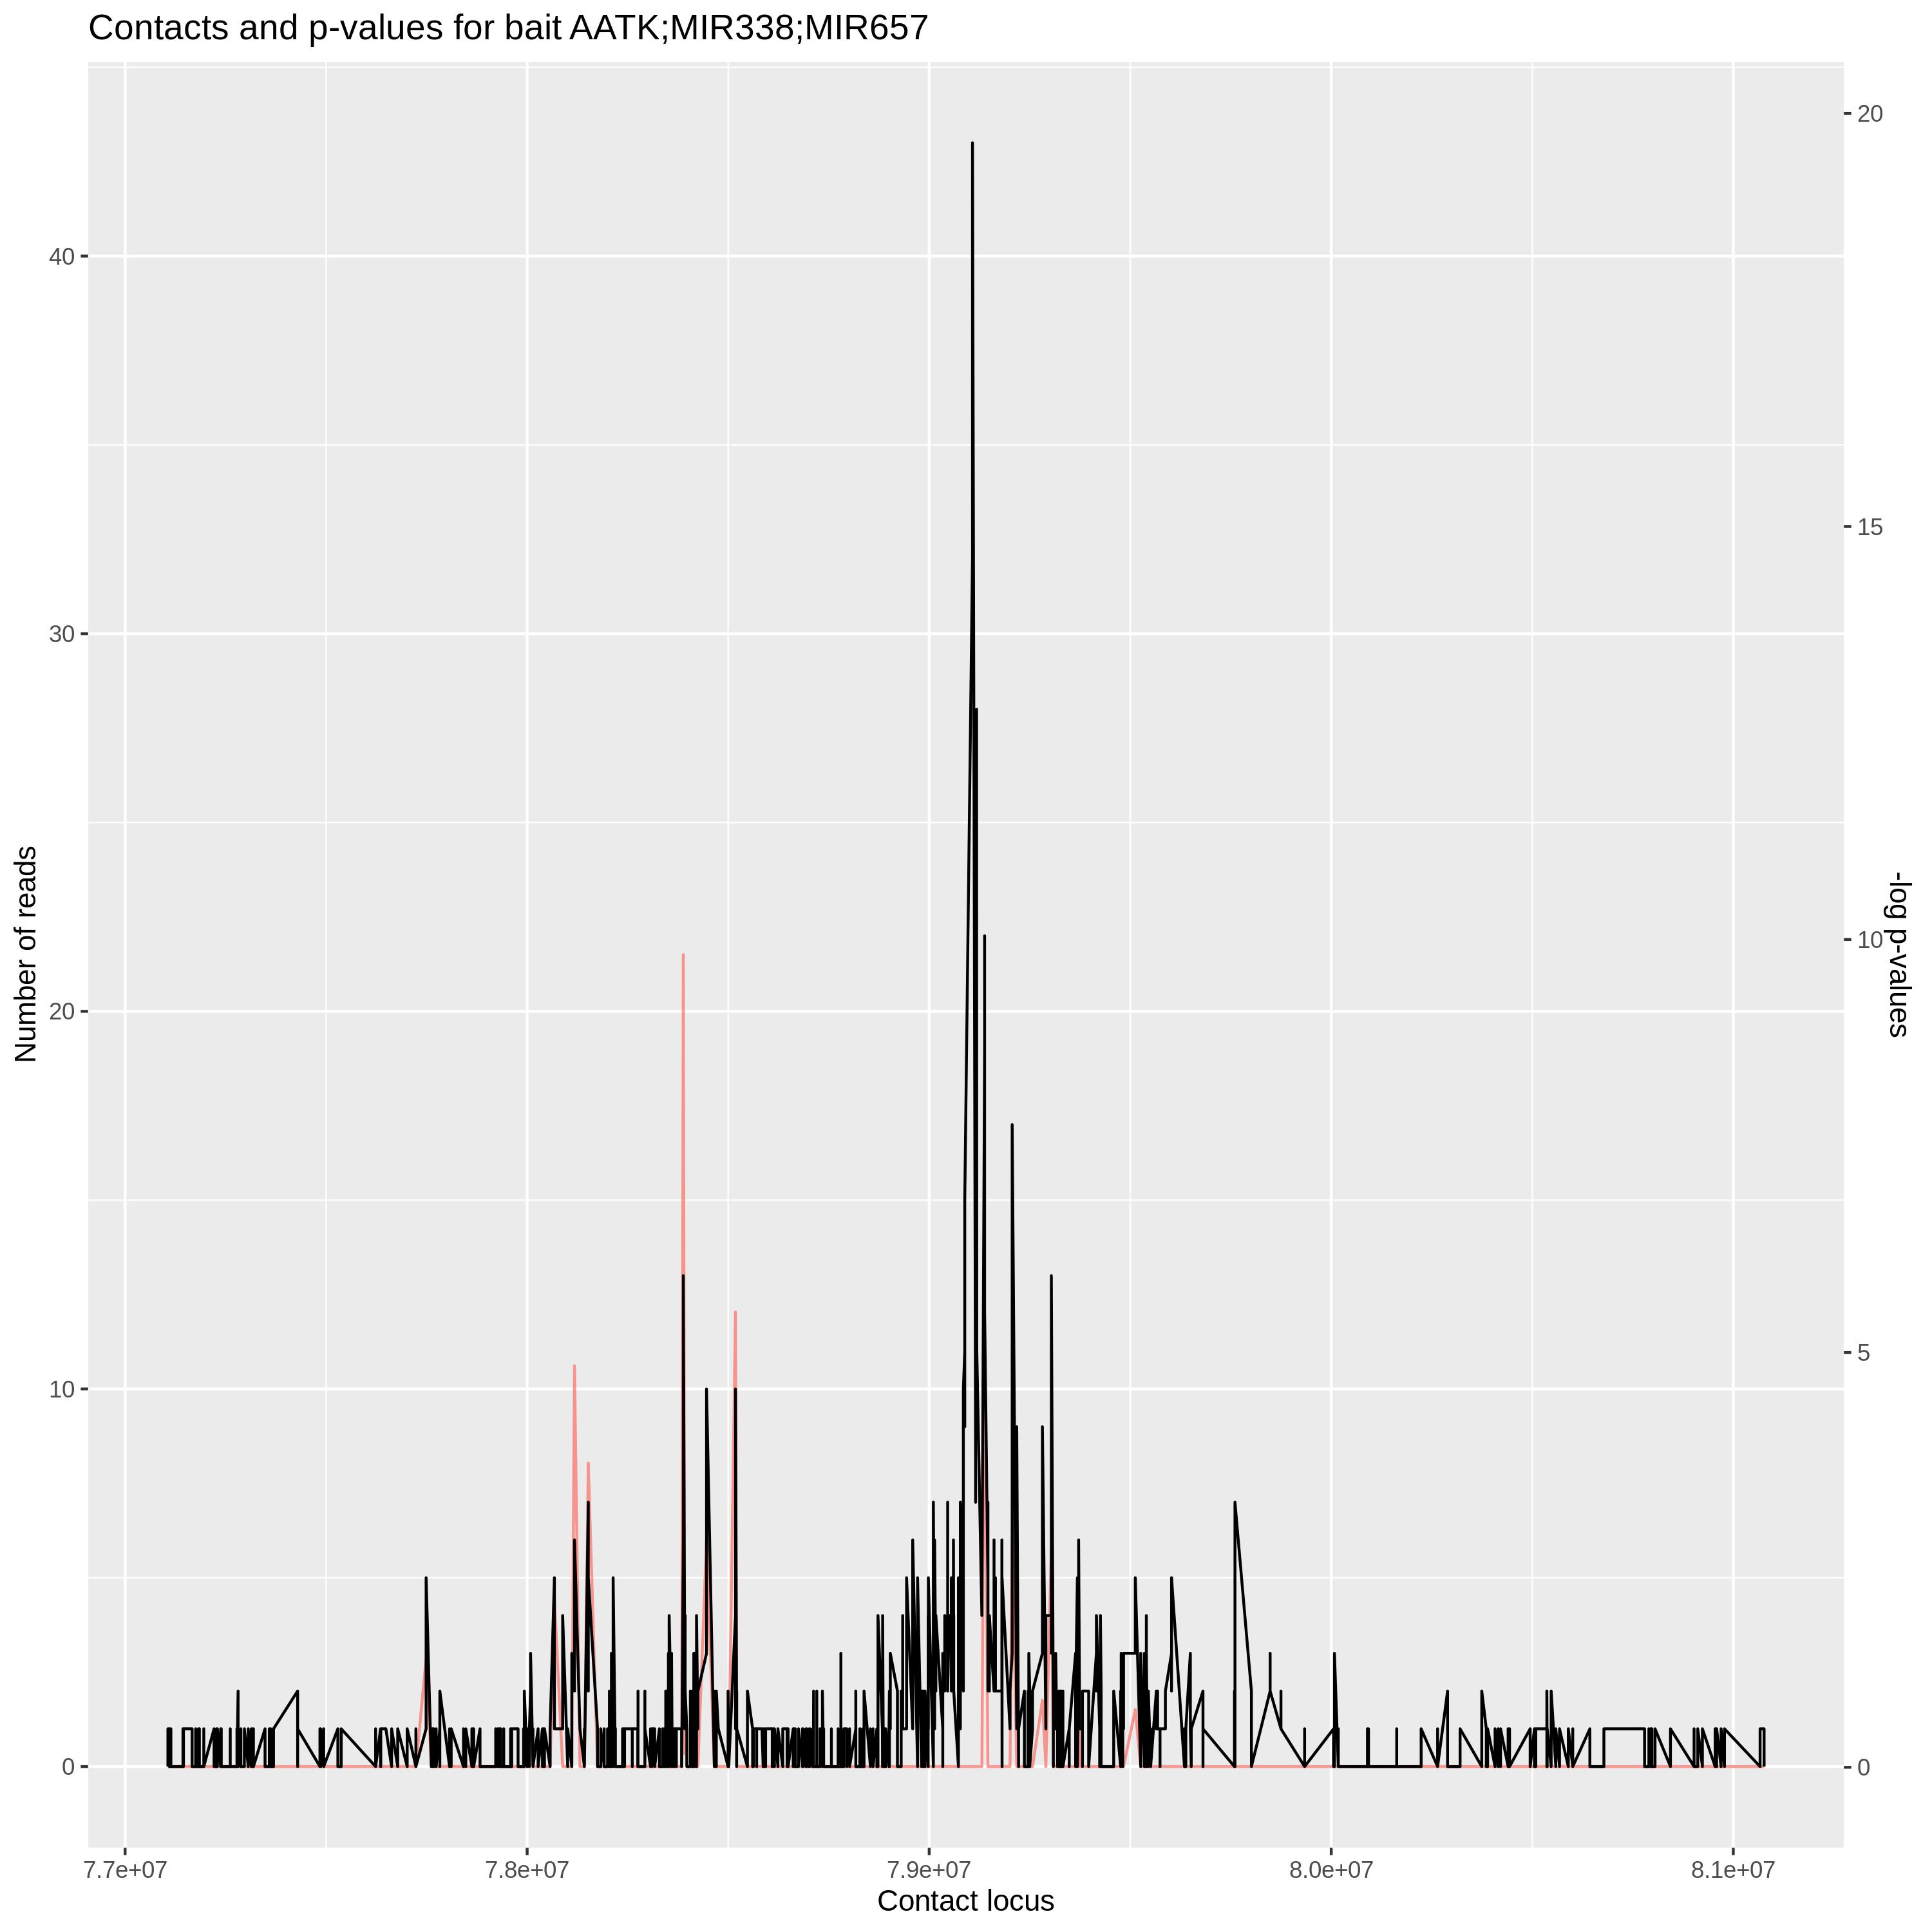 Contacts and p-values for bait AATK;MIR338;MIR657
40
30
20
10
0
Number of reads
20
15
10
5
0
-log p-values
7.7e+07
7.8e+07
7.9e+07
8.0e+07
8.1e+07
Contact locus